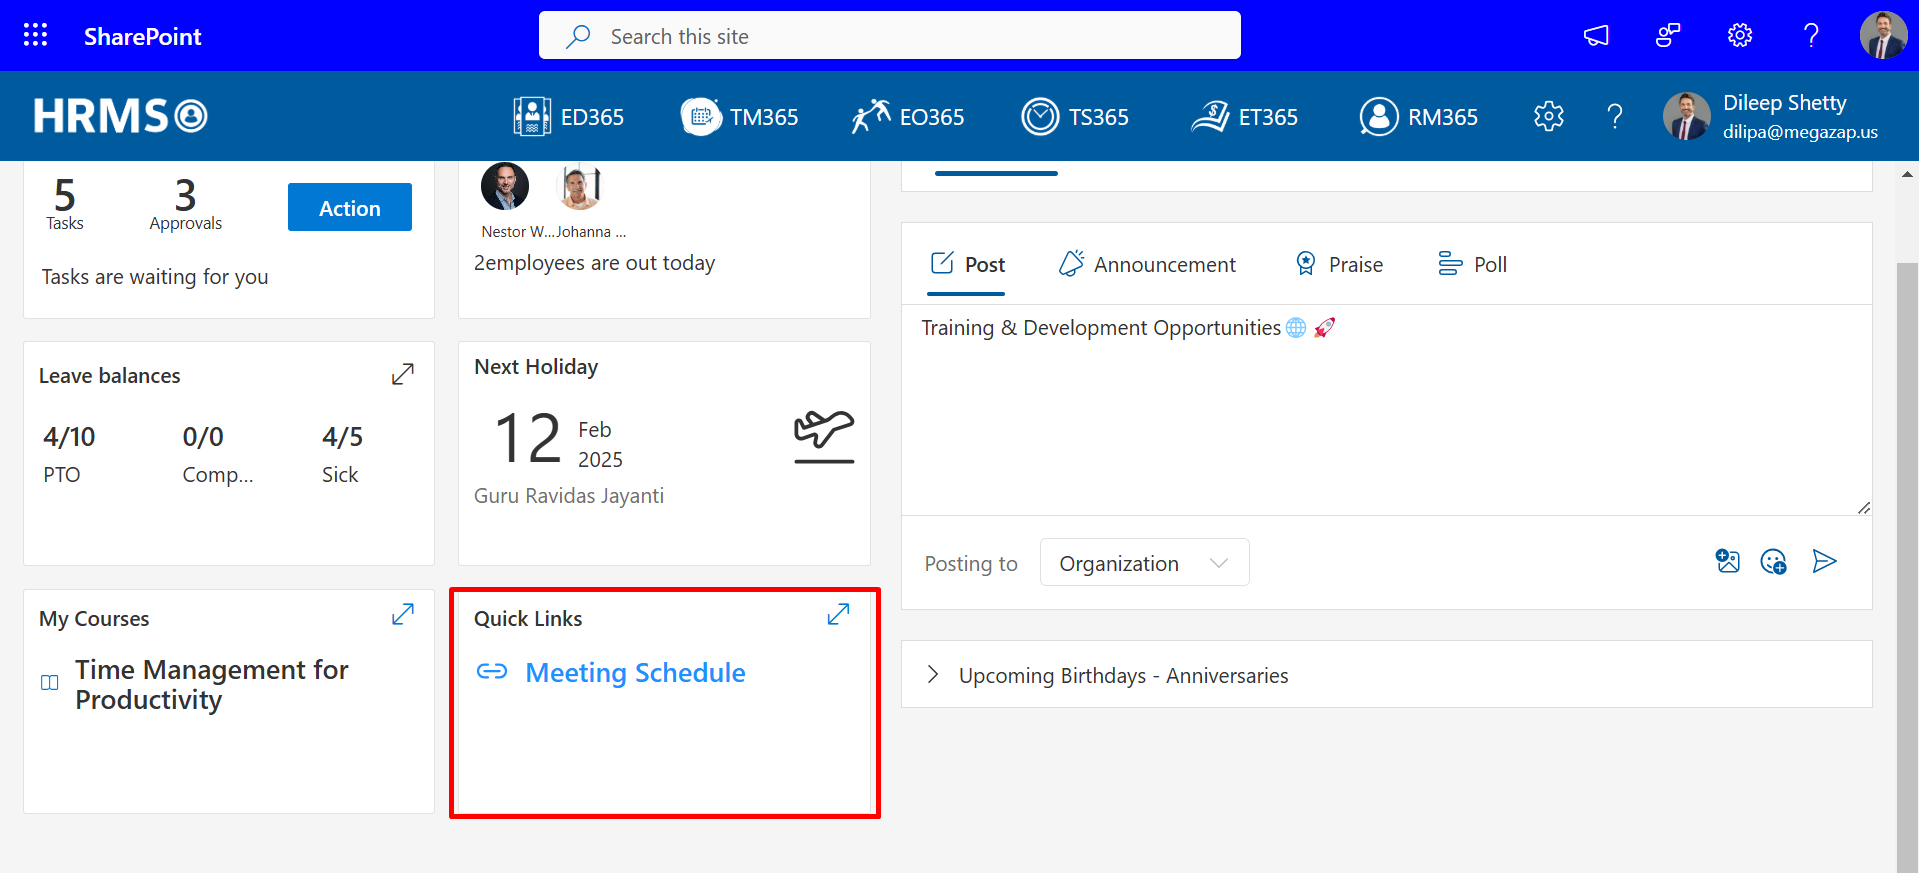 SharePoint
Search this site
HRMS
ED365
TM365
EO365
TS365
ET365
RM365
Dileep Shetty
dilipa@megazap.us
5
Tasks
3
Approvals
Action
Tasks are waiting for you
Nestor W...
Johanna ...
2employees are out today
Leave balances
4/10
PTO
0/0
Comp...
4/5
Sick
Next Holiday
12
Feb
2025
Guru Ravidas Jayanti
My Courses
Time Management for
Productivity
Quick Links
Meeting Schedule
Post
Announcement
Praise
Poll
Training & Development Opportunities🌐 🚀
Posting to
Organization
Upcoming Birthdays - Anniversaries